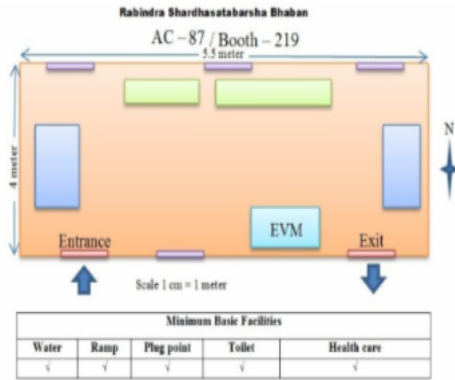 Rabindra Shardhasatabarsha Bhaban
AC – 87 / Booth – 219
5.5 meter
4 meter
N
EVM
Entrance
Exit
Scale 1 cm = 1 meter
Minimum Basic Facilities
Water Ramp Plug point Toilet Health care
√ √ √ √ √